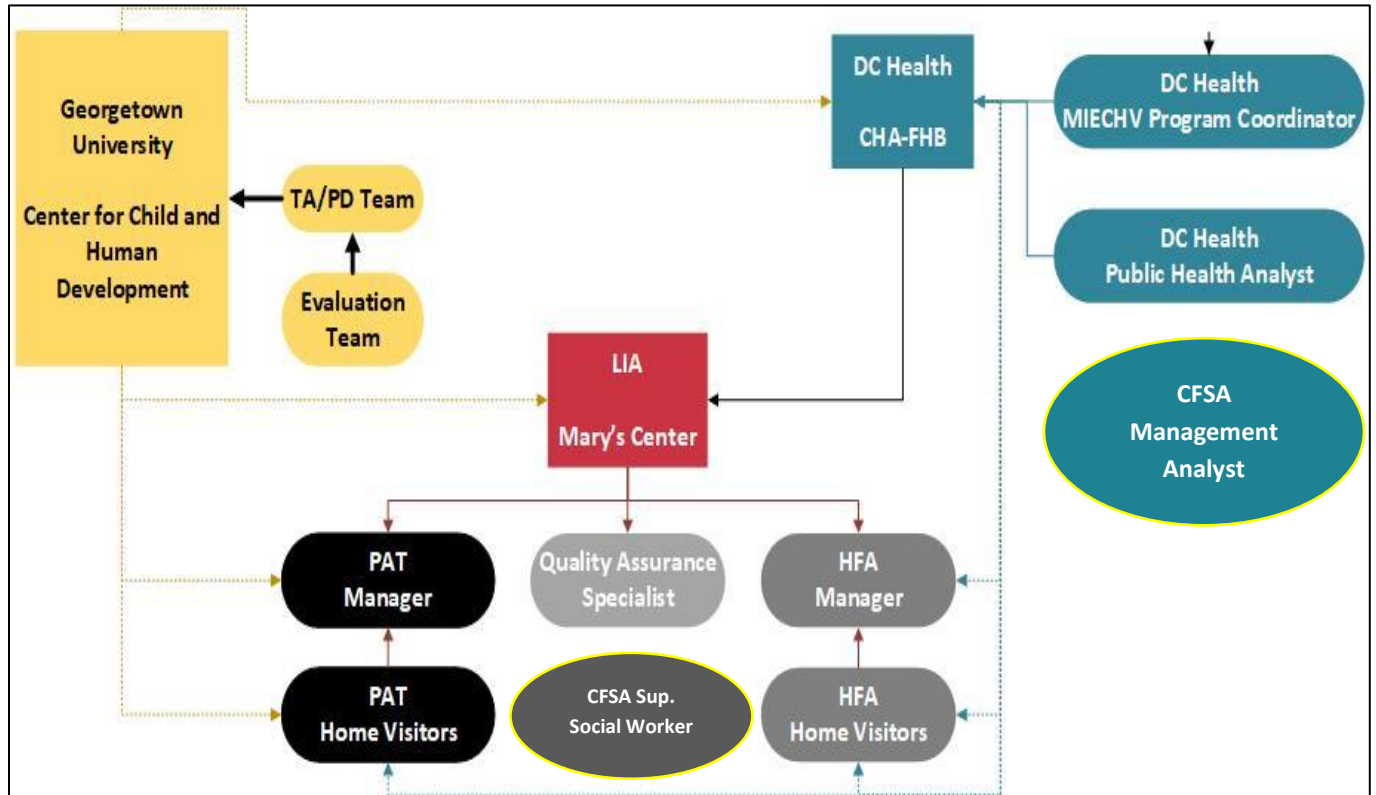 Georgetown
University
Center for Child and
Human
Development
TA/PD Team
Evaluation
Team
DC Health
CHA-FHB
DC Health
MIECHV Program Coordinator
DC Health
Public Health Analyst
CFSA
Management
Analyst
LIA
Mary's Center
PAT
Manager
Quality Assurance
Specialist
HFA
Manager
PAT
Home Visitors
CFSA Sup.
Social Worker
HFA
Home Visitors